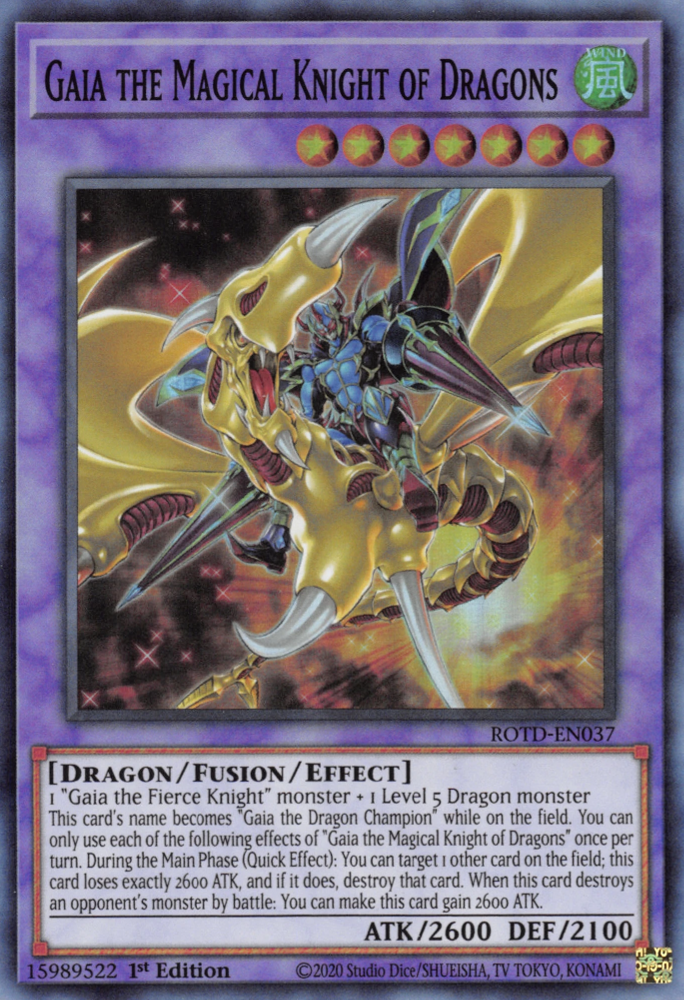 GAIA THE MAGICAL KNIGHT OF DRAGONS
WIND
風
ROTD-EN037
[DRAGON/FUSION/EFFECT]
1 "Gaia the Fierce Knight" monster + 1 Level 5 Dragon monster
This card's name becomes "Gaia the Dragon Champion" while on the field. You can
only use each of the following effects of "Gaia the Magical Knight of Dragons" once per
turn. During the Main Phase (Quick Effect): You can target 1 other card on the field; this
card loses exactly 2600 ATK, and if it does, destroy that card. When this card destroys
an opponent's monster by battle: You can make this card gain 2600 ATK.
ATK/2600 DEF/2100
15989522 1st Edition ©2020 Studio Dice/SHUEISHA, TV TOKYO, KONAMI